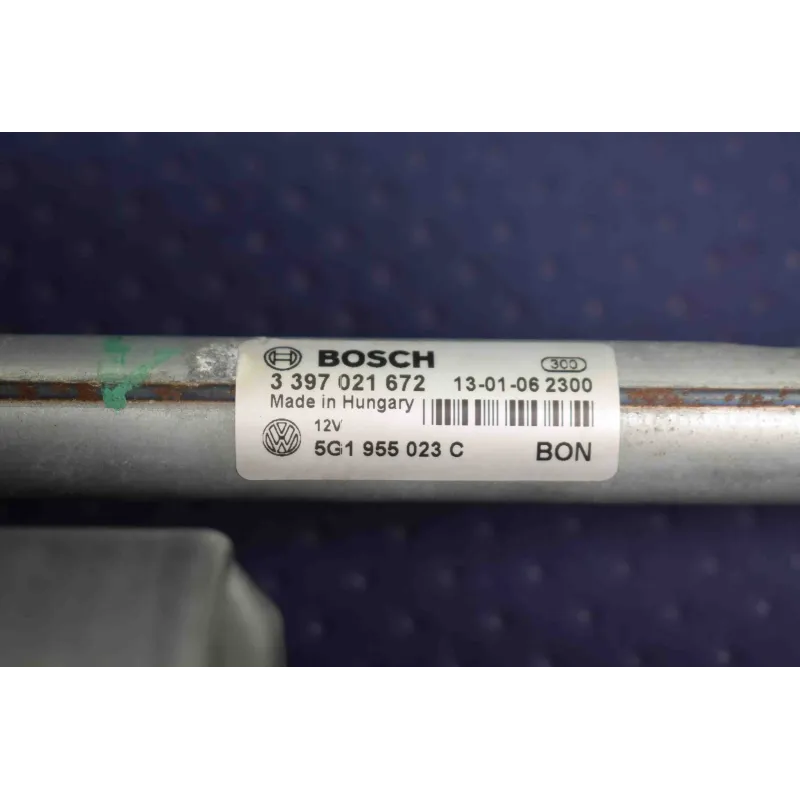 BOSCH 300
3 397 021 672 13-01-06 2300
Made in Hungary
12V
5G1 955 023 C BON